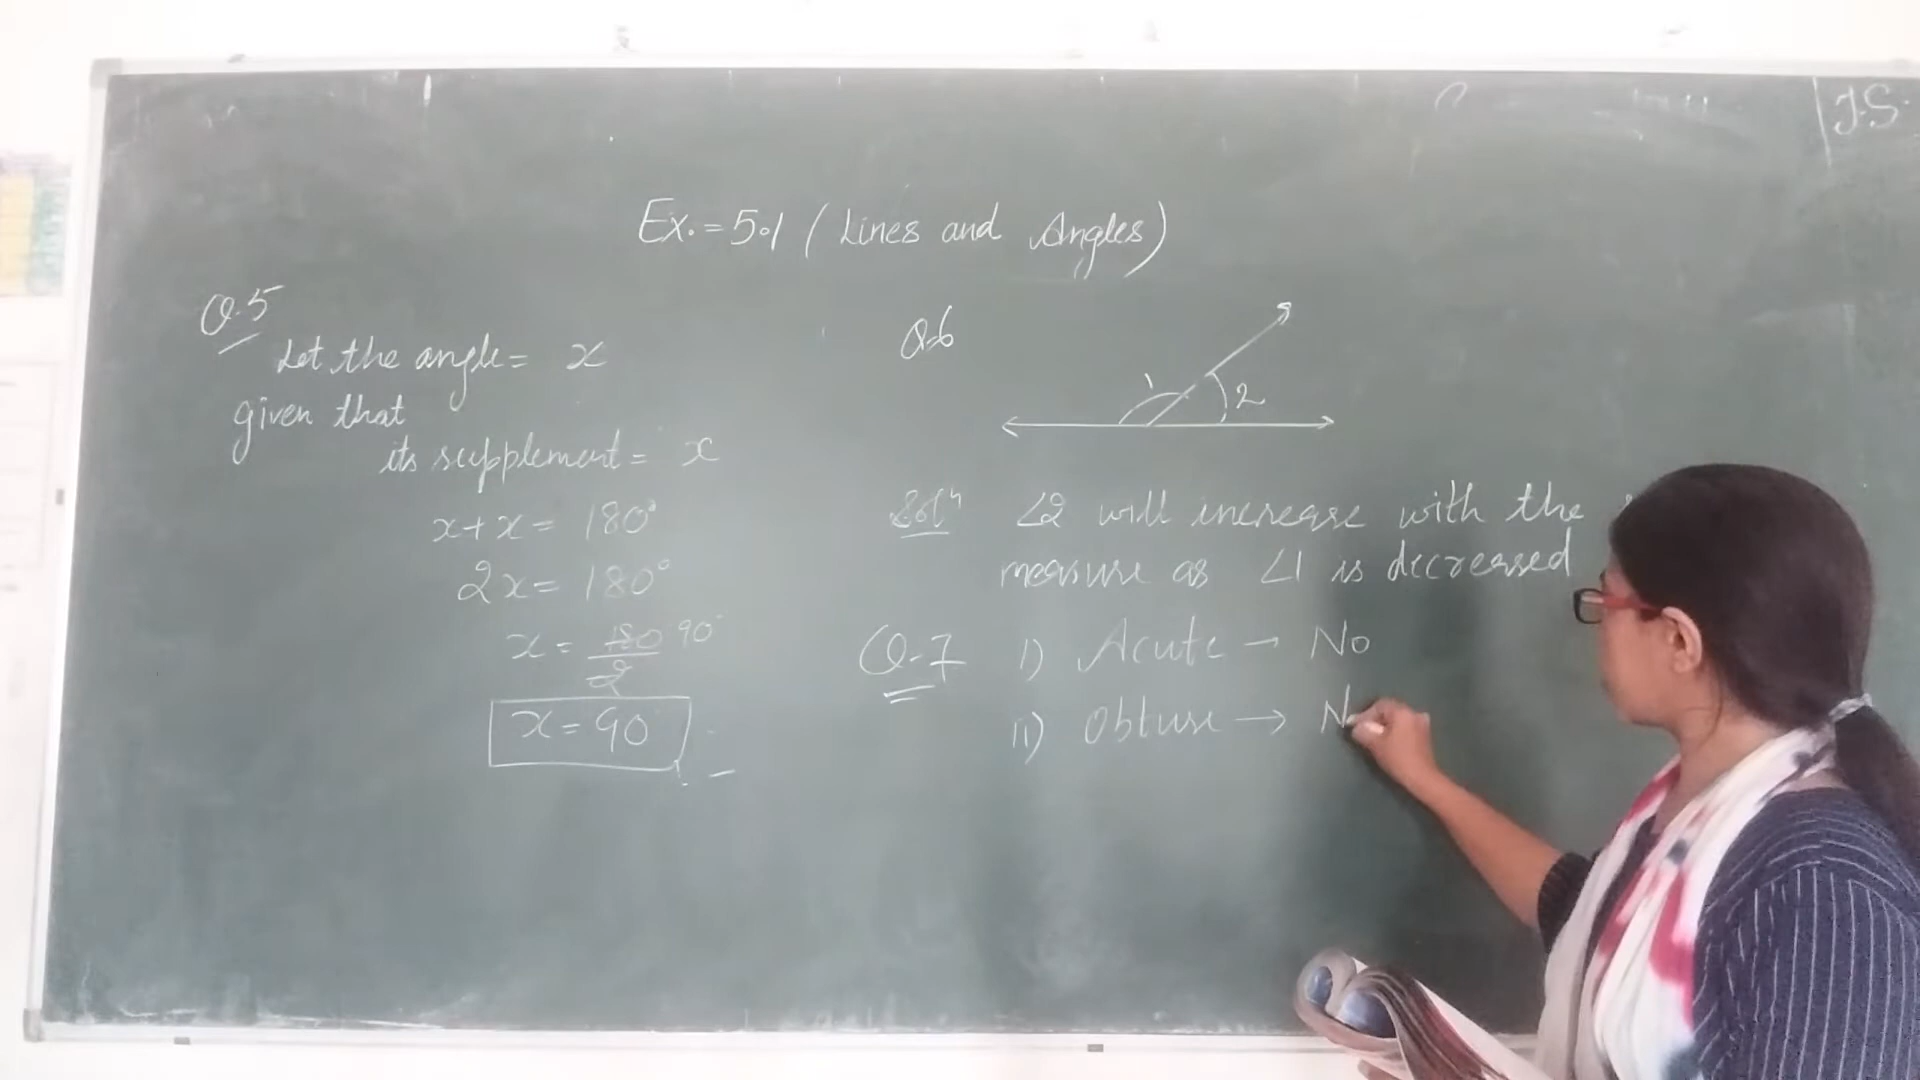 J.S.
Ex. = 5.1 (Lines and Angles)
Q.5
Let the angle = x
given that
its supplement = x
x + x = 180°
2x = 180°
x = 180 90°
2
x = 90
Q.6
1
2
Sol^n ∠2 will increase with the
measure as ∠1 is decreased
Q.7 i) Acute → No
ii) Obtuse → N